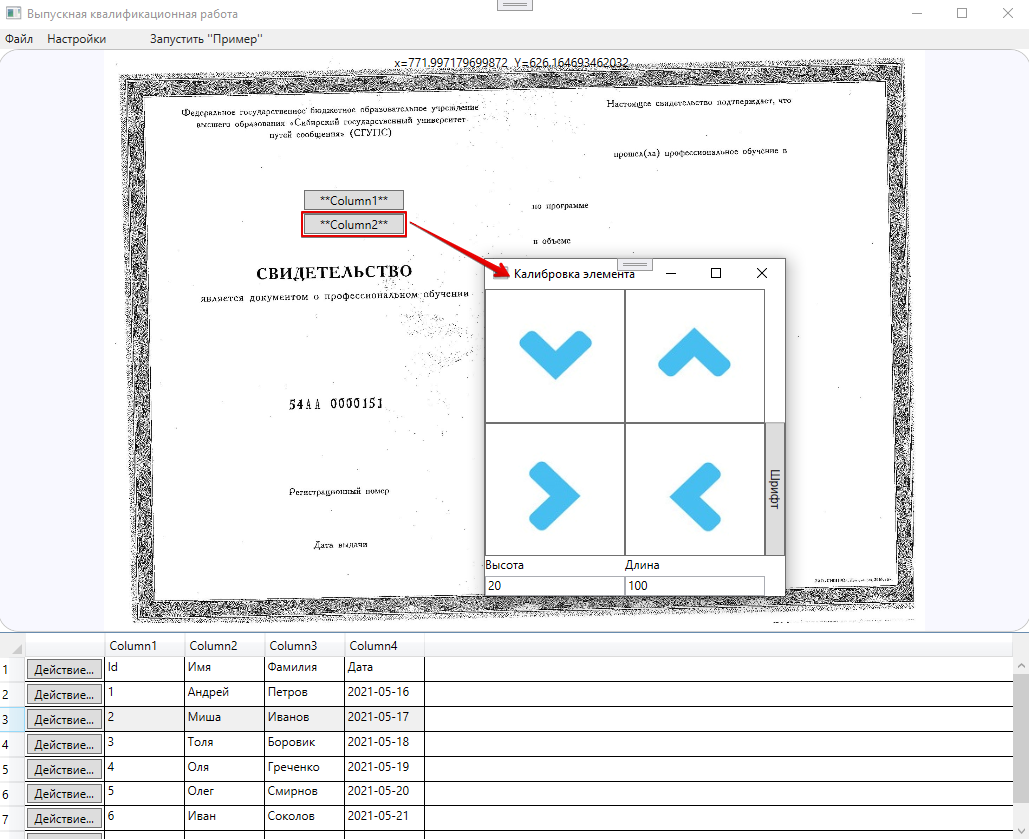 Выпускная квалификационная работа
Файл Настройки Запустить "Пример"
x=771,997179699872 Y=626,164693462032
Федеральное государственное бюджетное образовательное учреждение
высшего образования «Сибирский государственный университет
путей сообщения» (СГУПС)
Настоящее свидетельство подтверждает, что
прошел(ла) профессиональное обучение в
**Column1**
**Column2**
по программе
в объеме
СВИДЕТЕЛЬСТВО
является документом о профессиональном обучении
54АА 0000151
Регистрационный номер
Дата выдачи
Калибровка элемента
Шрифт
Высота Длина
20 100
Column1 Column2 Column3 Column4
1 Действие... Id Имя Фамилия Дата
2 Действие... 1 Андрей Петров 2021-05-16
3 Действие... 2 Миша Иванов 2021-05-17
4 Действие... 3 Толя Боровик 2021-05-18
5 Действие... 4 Оля Греченко 2021-05-19
6 Действие... 5 Олег Смирнов 2021-05-20
7 Действие... 6 Иван Соколов 2021-05-21